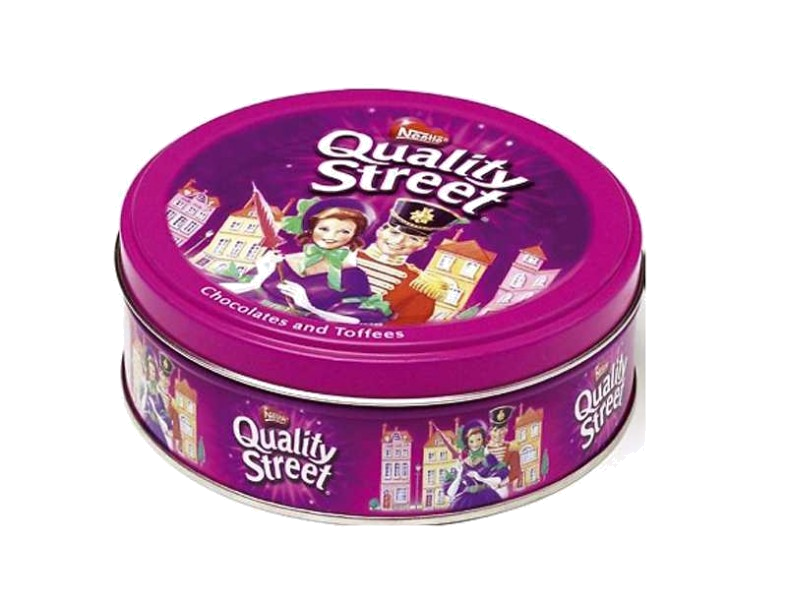 Nestlé
Quality
Street
Chocolates and Toffees
Nestlé
Quality
Street
Quality
Street